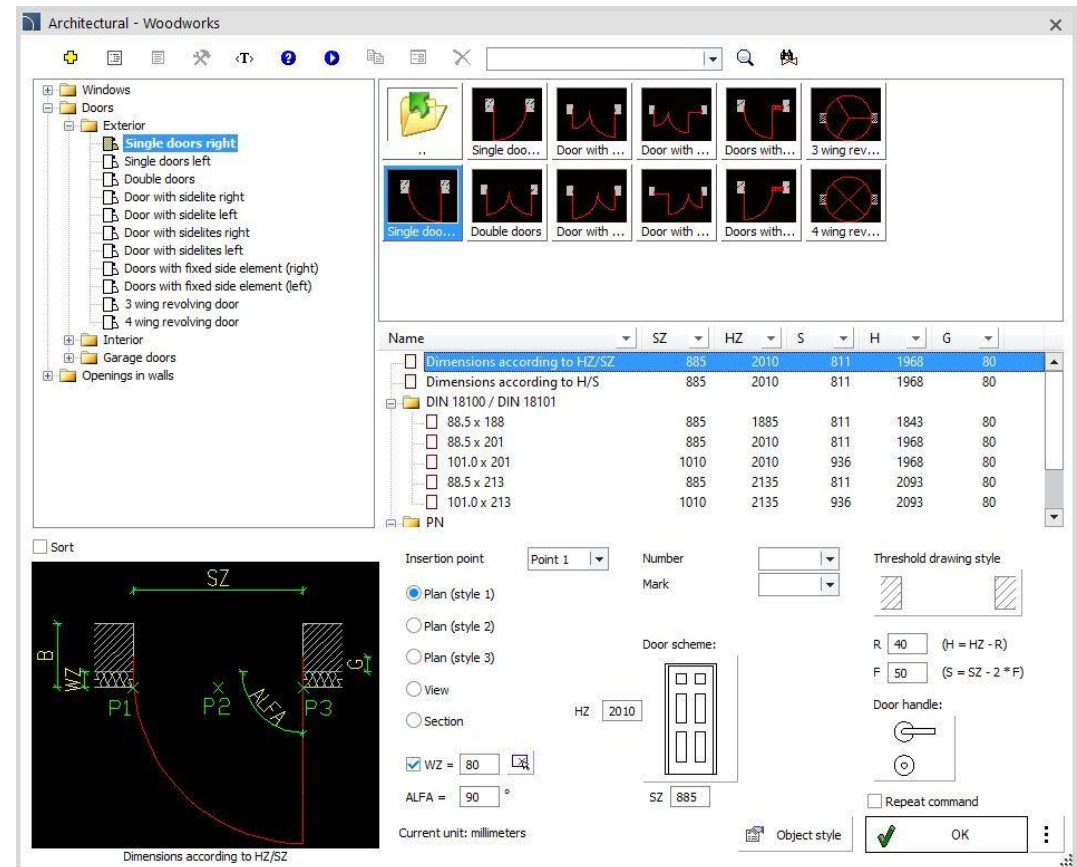 Architectural - Woodworks
‹T›
Windows
Doors
Exterior
Single doors right
Single doors left
Double doors
Door with sidelite right
Door with sidelite left
Door with sidelites right
Door with sidelites left
Doors with fixed side element (right)
Doors with fixed side element (left)
3 wing revolving door
4 wing revolving door
Interior
Garage doors
Openings in walls
..
Single doo...
Door with ...
Door with ...
Doors with...
3 wing rev...
Single doo...
Double doors
Door with ...
Door with ...
Doors with...
4 wing rev...
Name SZ HZ S H G
Dimensions according to HZ/SZ 885 2010 811 1968 80
Dimensions according to H/S 885 2010 811 1968 80
DIN 18100 / DIN 18101
88.5 x 188 885 1885 811 1843 80
88.5 x 201 885 2010 811 1968 80
101.0 x 201 1010 2010 936 1968 80
88.5 x 213 885 2135 811 2093 80
101.0 x 213 1010 2135 936 2093 80
PN
Sort
SZ
B
WZ
G
P1
P2
P3
ALFA
Dimensions according to HZ/SZ
Insertion point Point 1
Plan (style 1)
Plan (style 2)
Plan (style 3)
View
Section
WZ = 80
ALFA = 90 °
Current unit: millimeters
Number
Mark
Door scheme:
HZ 2010
SZ 885
Threshold drawing style
R 40 (H = HZ - R)
F 50 (S = SZ - 2 * F)
Door handle:
Repeat command
Object style
OK